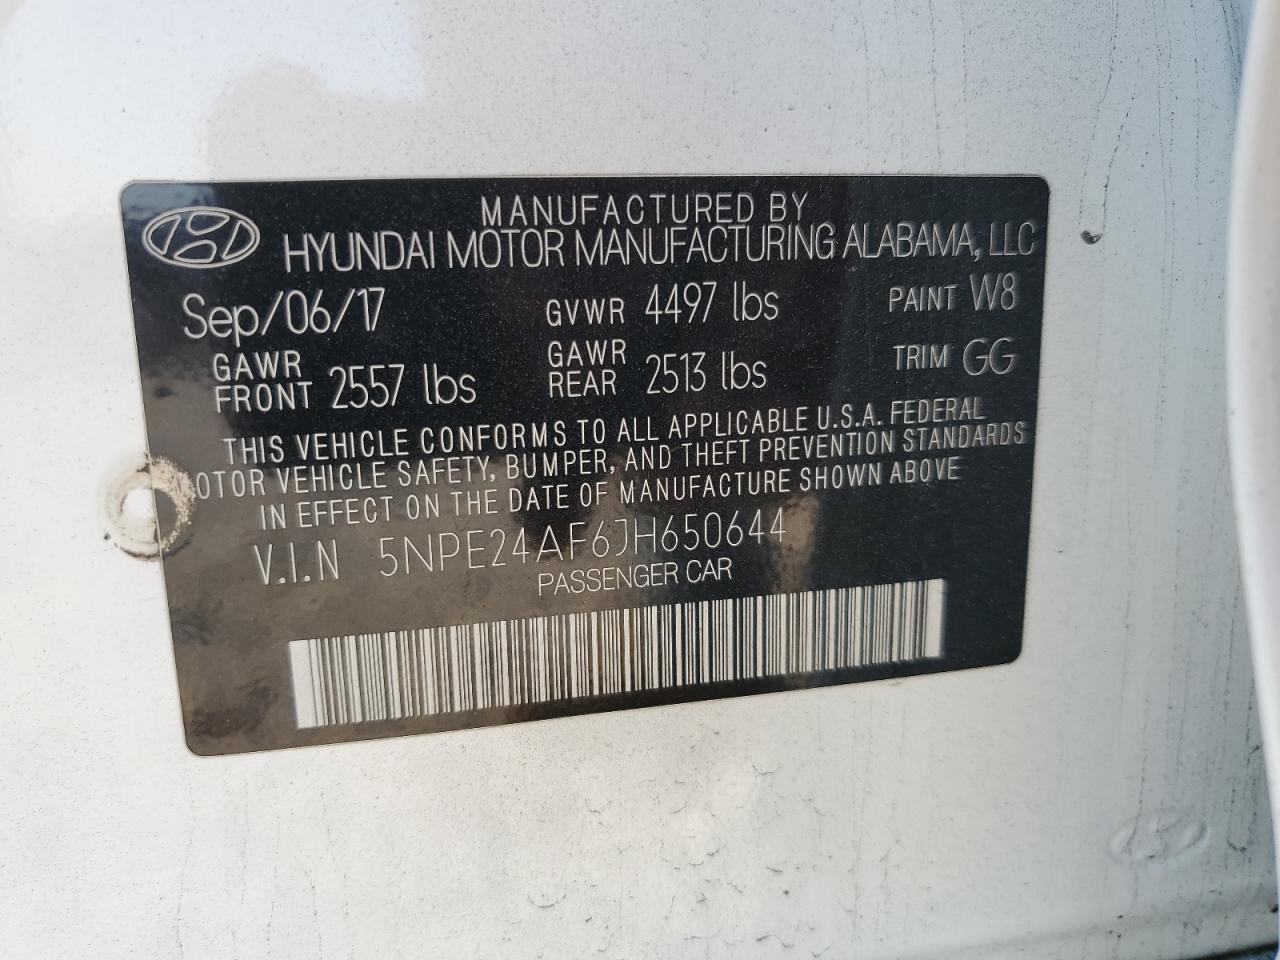 MANUFACTURED BY
HYUNDAI MOTOR MANUFACTURING ALABAMA, LLC
Sep/06/17 GVWR 4497 lbs PAINT W8
GAWR FRONT 2557 lbs GAWR REAR 2513 lbs TRIM GG
THIS VEHICLE CONFORMS TO ALL APPLICABLE U.S.A. FEDERAL
OTOR VEHICLE SAFETY, BUMPER, AND THEFT PREVENTION STANDARDS
IN EFFECT ON THE DATE OF MANUFACTURE SHOWN ABOVE
V.I.N 5NPE24AF6JH650644
PASSENGER CAR